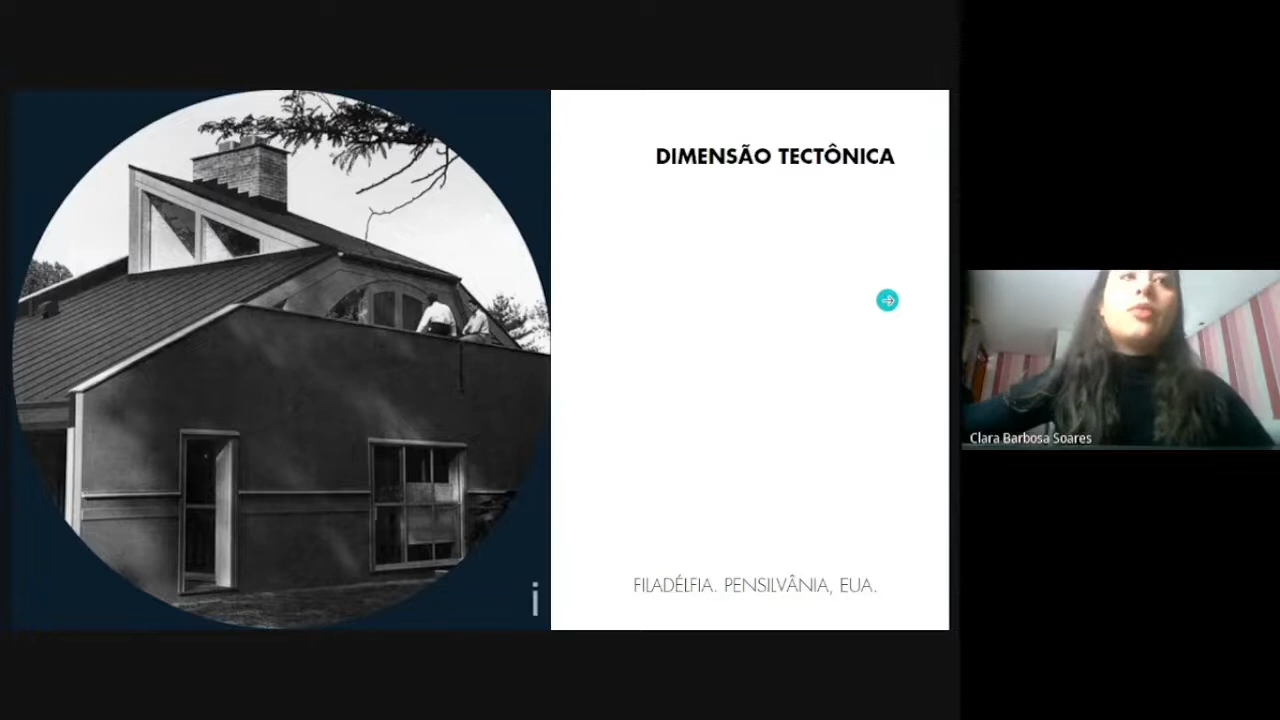 DIMENSÃO TECTÔNICA
i
FILADÉLFIA. PENSILVÂNIA, EUA.
Clara Barbosa Soares